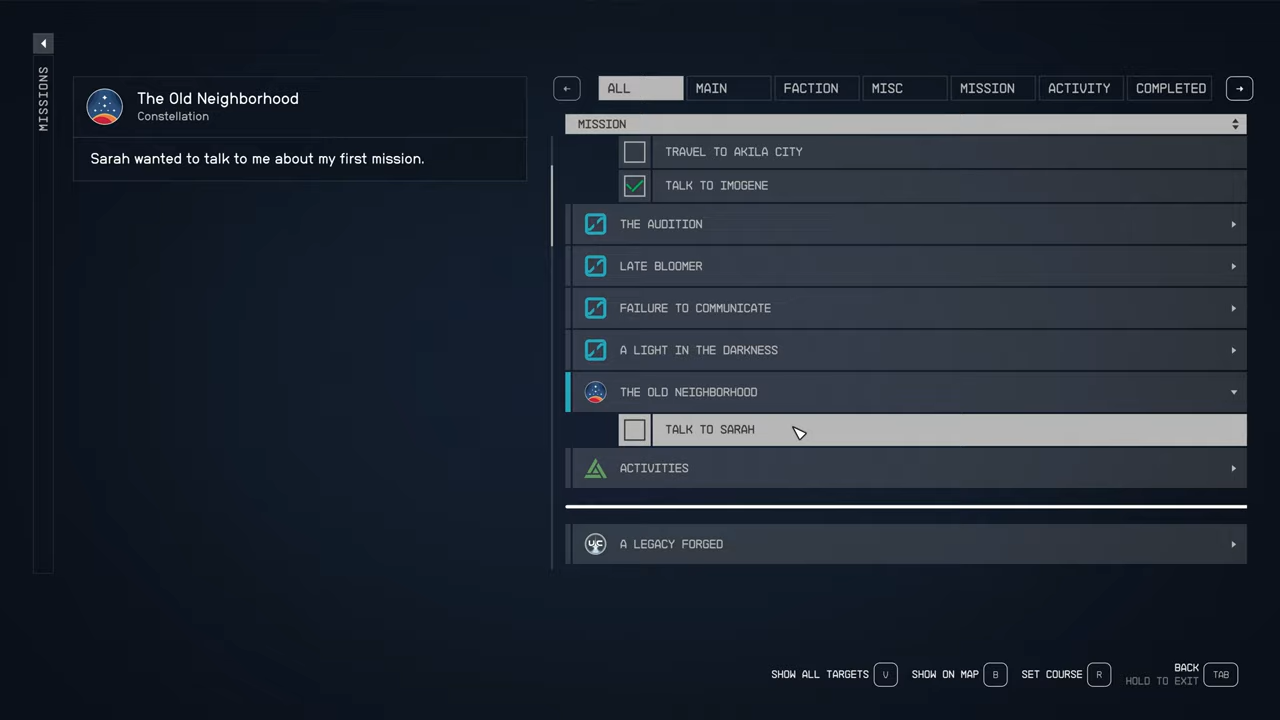 MISSIONS
The Old Neighborhood
Constellation
Sarah wanted to talk to me about my first mission.
ALL
MAIN
FACTION
MISC
MISSION
ACTIVITY
COMPLETED
MISSION
TRAVEL TO AKILA CITY
TALK TO IMOGENE
THE AUDITION
LATE BLOOMER
FAILURE TO COMMUNICATE
A LIGHT IN THE DARKNESS
THE OLD NEIGHBORHOOD
TALK TO SARAH
ACTIVITIES
UC
A LEGACY FORGED
SHOW ALL TARGETS V
SHOW ON MAP B
SET COURSE R
BACK
HOLD TO EXIT
TAB